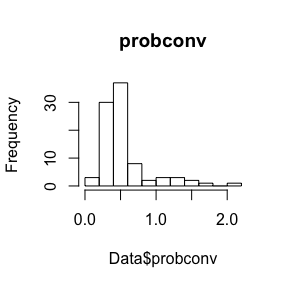 probconv
Frequency
30
10
0
0.0 1.0 2.0
Data$probconv